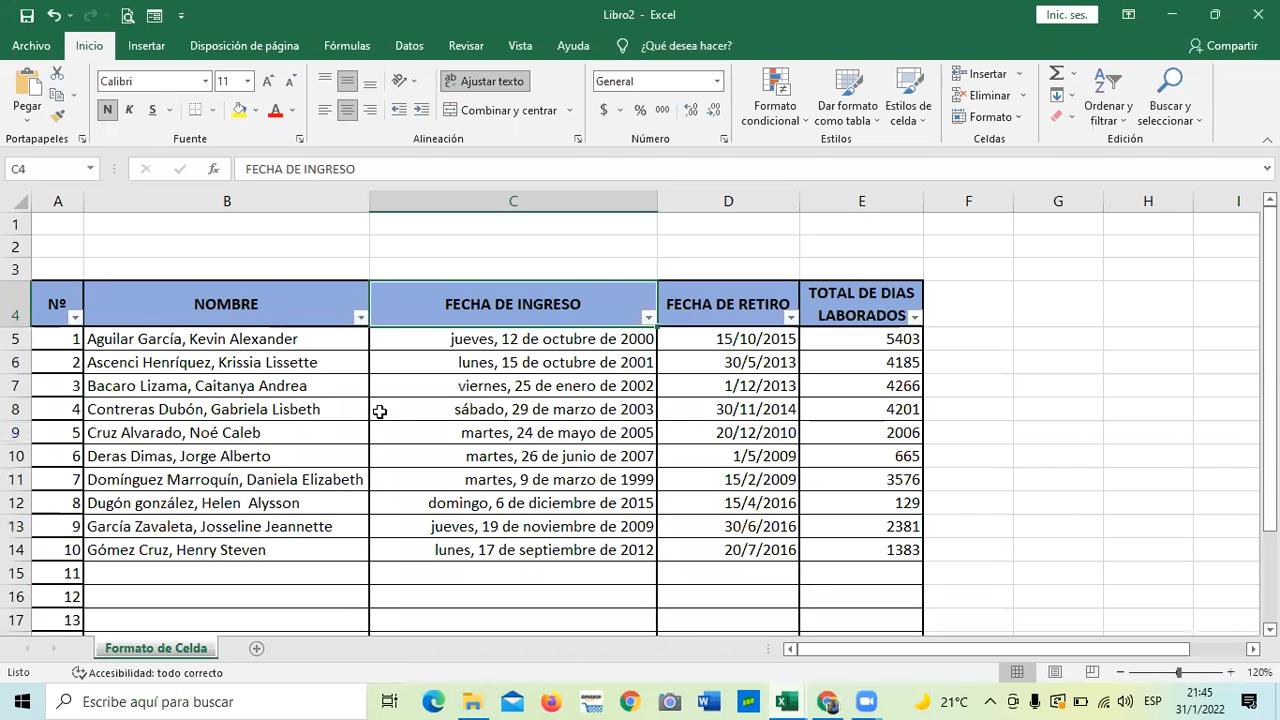 Libro2 - Excel
Inic. ses.
Archivo Inicio Insertar Disposición de página Fórmulas Datos Revisar Vista Ayuda ¿Qué desea hacer? Compartir
Pegar
Calibri 11
N K S
Ajustar texto
Combinar y centrar
General
$ % 000
Formato condicional
Dar formato como tabla
Estilos de celda
Insertar
Eliminar
Formato
Ordenar y filtrar
Buscar y seleccionar
Portapapeles Fuente Alineación Número Estilos Celdas Edición
C4 fx FECHA DE INGRESO
A B C D E F G H I
1
2
3
4 Nº NOMBRE FECHA DE INGRESO FECHA DE RETIRO TOTAL DE DIAS LABORADOS
5 1 Aguilar García, Kevin Alexander jueves, 12 de octubre de 2000 15/10/2015 5403
6 2 Ascenci Henríquez, Krissia Lissette lunes, 15 de octubre de 2001 30/5/2013 4185
7 3 Bacaro Lizama, Caitanya Andrea viernes, 25 de enero de 2002 1/12/2013 4266
8 4 Contreras Dubón, Gabriela Lisbeth sábado, 29 de marzo de 2003 30/11/2014 4201
9 5 Cruz Alvarado, Noé Caleb martes, 24 de mayo de 2005 20/12/2010 2006
10 6 Deras Dimas, Jorge Alberto martes, 26 de junio de 2007 1/5/2009 665
11 7 Domínguez Marroquín, Daniela Elizabeth martes, 9 de marzo de 1999 15/2/2009 3576
12 8 Dugón gonzález, Helen  Alysson domingo, 6 de diciembre de 2015 15/4/2016 129
13 9 García Zavaleta, Josseline Jeannette jueves, 19 de noviembre de 2009 30/6/2016 2381
14 10 Gómez Cruz, Henry Steven lunes, 17 de septiembre de 2012 20/7/2016 1383
15 11
16 12
17 13
Formato de Celda
Listo Accesibilidad: todo correcto 120%
Escribe aquí para buscar
amazon
21°C ESP
21:45
31/1/2022